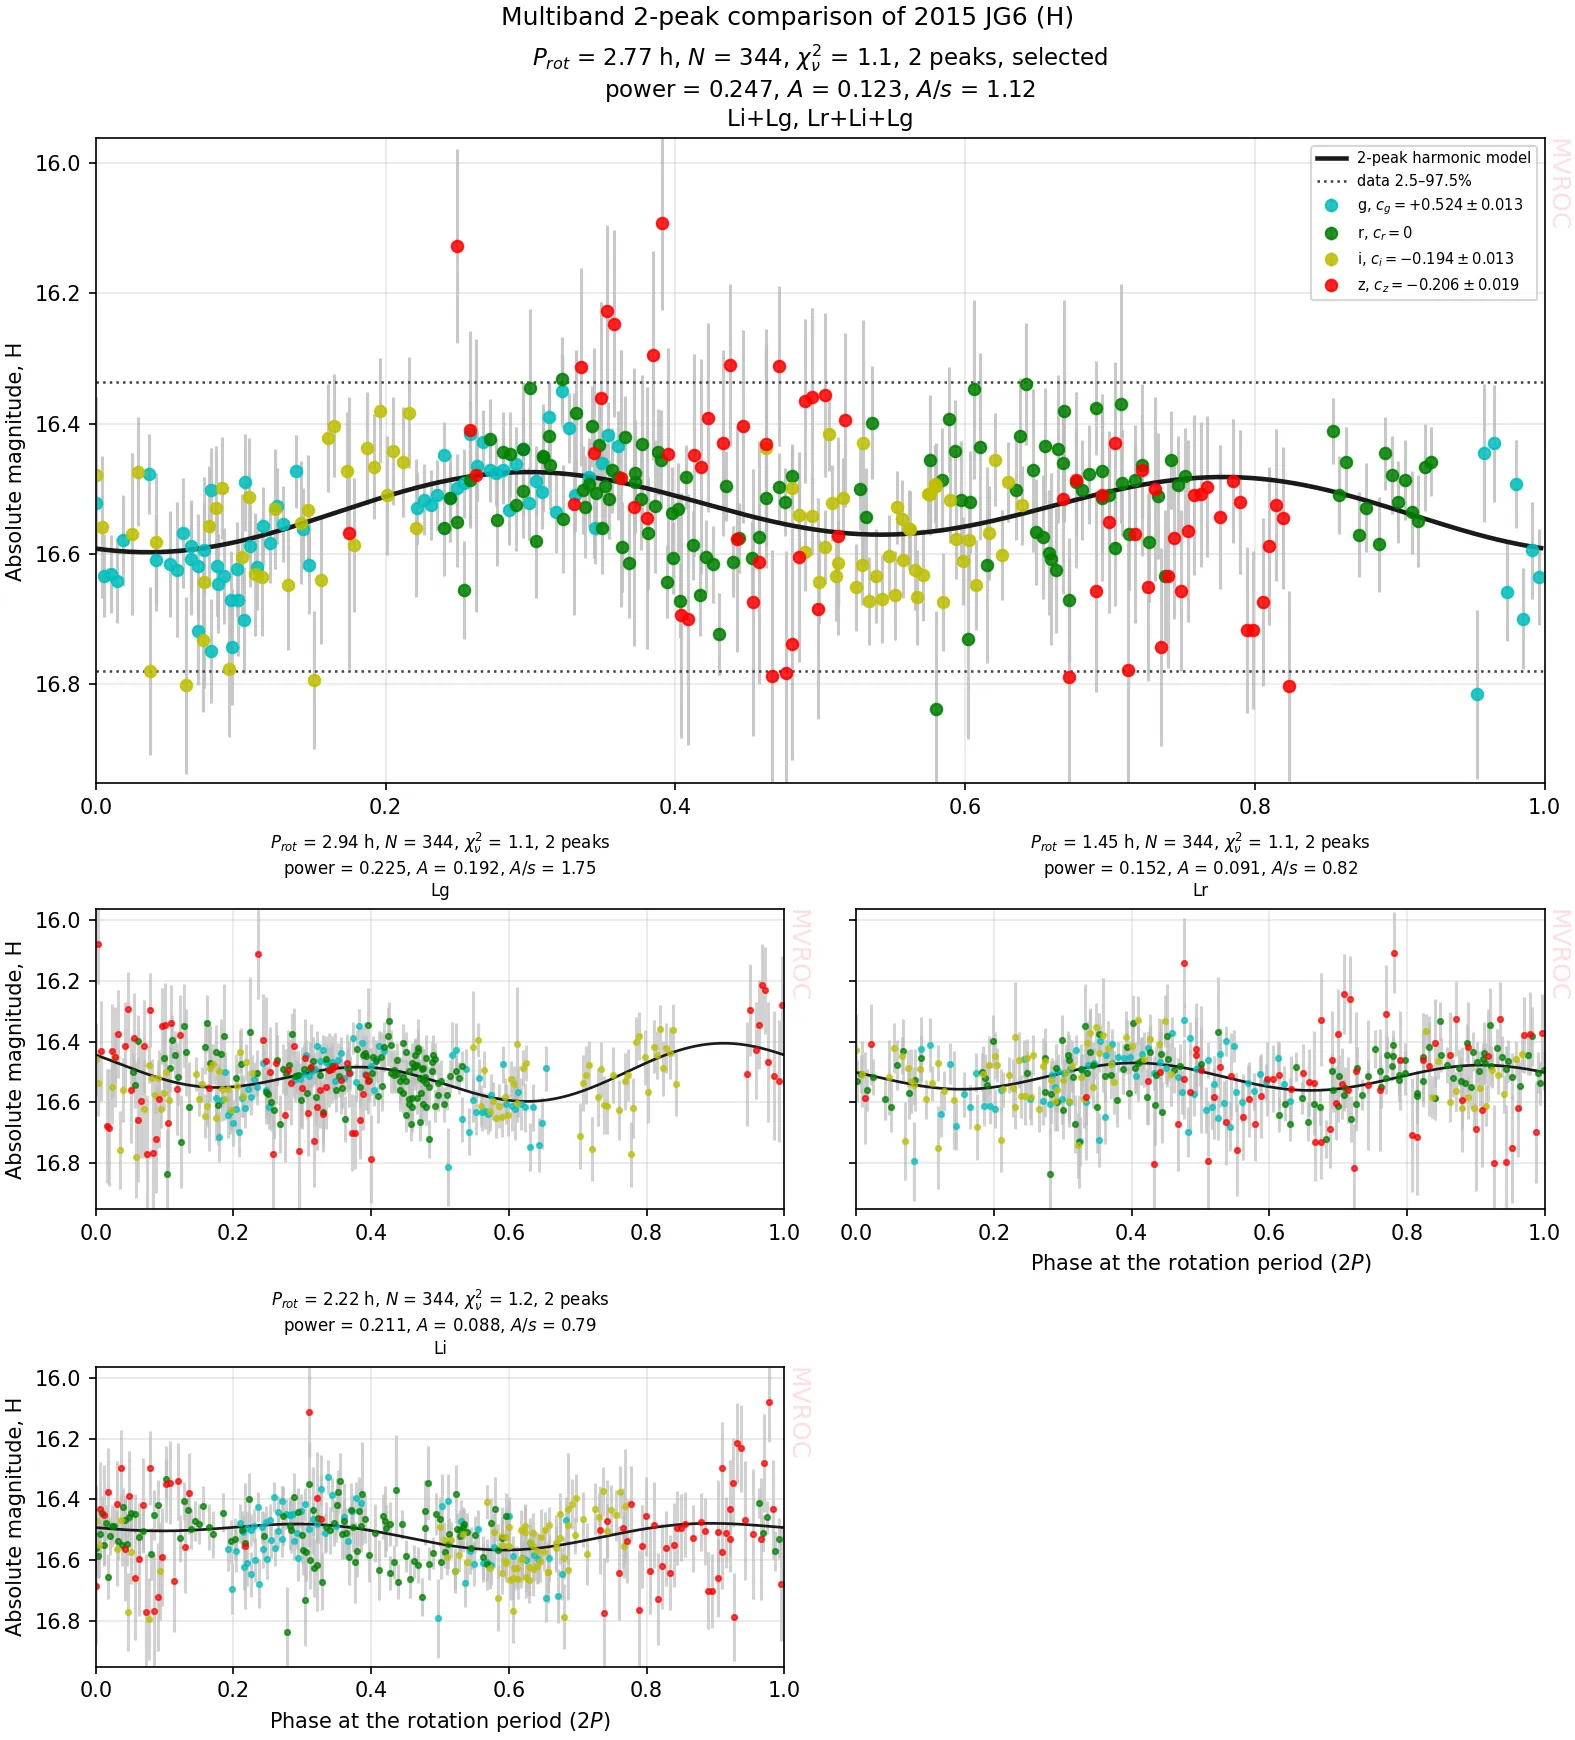 Multiband 2-peak comparison of 2015 JG6 (H)
P_rot = 2.77 h, N = 344, χ²_ν = 1.1, 2 peaks, selected
power = 0.247, A = 0.123, A/s = 1.12
Li+Lg, Lr+Li+Lg
2-peak harmonic model
data 2.5–97.5%
g, c_g = +0.524 ± 0.013
r, c_r = 0
i, c_i = −0.194 ± 0.013
z, c_z = −0.206 ± 0.019
MVROC
Absolute magnitude, H
16.0
16.2
16.4
16.6
16.8
0.0 0.2 0.4 0.6 0.8 1.0
P_rot = 2.94 h, N = 344, χ²_ν = 1.1, 2 peaks
power = 0.225, A = 0.192, A/s = 1.75
Lg
MVROC
Absolute magnitude, H
16.0
16.2
16.4
16.6
16.8
0.0 0.2 0.4 0.6 0.8 1.0
P_rot = 1.45 h, N = 344, χ²_ν = 1.1, 2 peaks
power = 0.152, A = 0.091, A/s = 0.82
Lr
MVROC
0.0 0.2 0.4 0.6 0.8 1.0
Phase at the rotation period (2P)
P_rot = 2.22 h, N = 344, χ²_ν = 1.2, 2 peaks
power = 0.211, A = 0.088, A/s = 0.79
Li
MVROC
Absolute magnitude, H
16.0
16.2
16.4
16.6
16.8
0.0 0.2 0.4 0.6 0.8 1.0
Phase at the rotation period (2P)